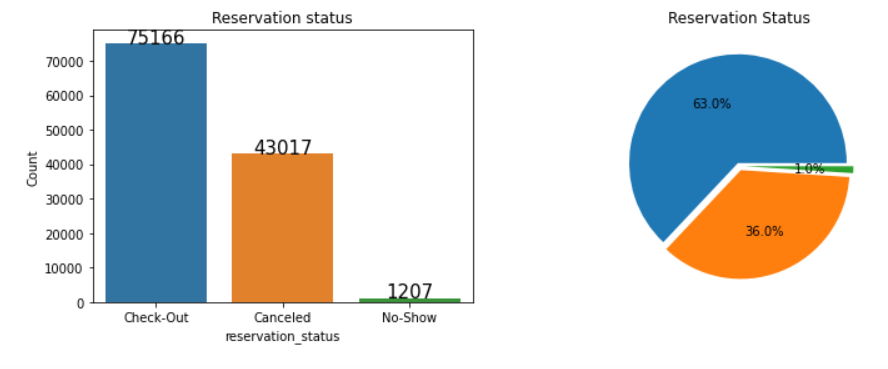 Reservation status
75166
43017
1207
70000
60000
50000
40000
30000
20000
10000
0
Count
Check-Out Canceled No-Show
reservation_status
Reservation Status
63.0%
1.0%
36.0%